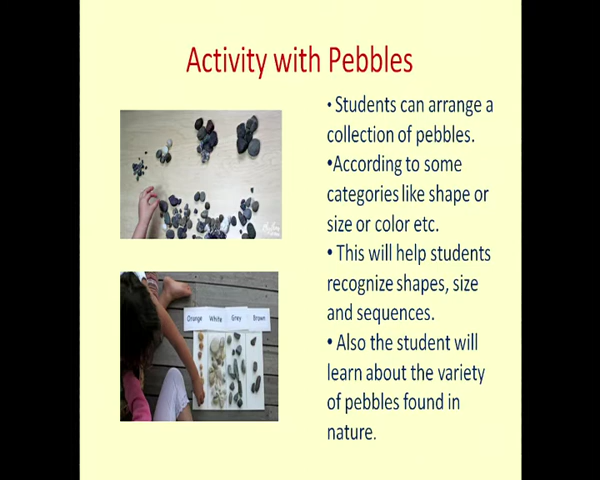 Activity with Pebbles
• Students can arrange a
collection of pebbles.
•According to some
categories like shape or
size or color etc.
• This will help students
recognize shapes, size
and sequences.
• Also the student will
learn about the variety
of pebbles found in
nature.
Orange White Grey Brown